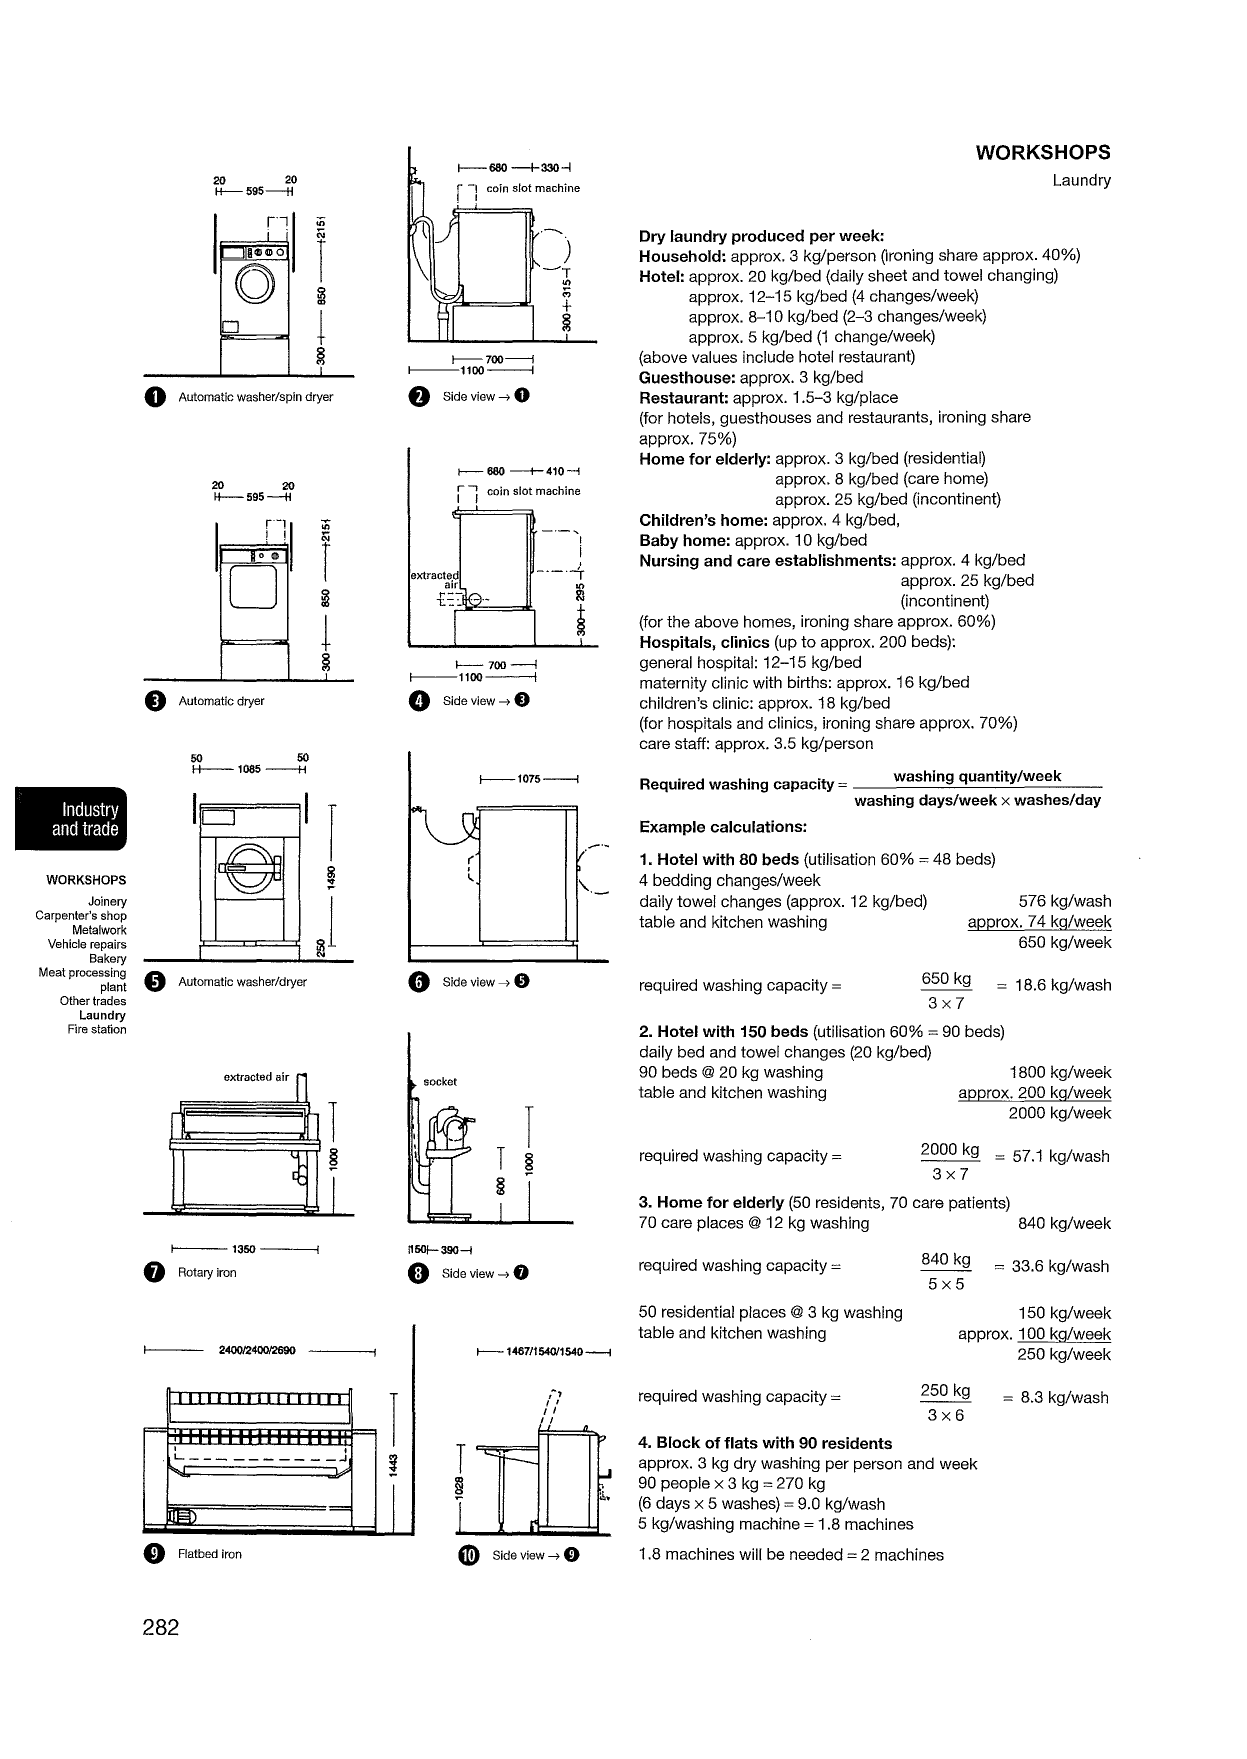 WORKSHOPS
Laundry
20 20
595
215
850
300
1 Automatic washer/spin dryer
680 330
coin slot machine
315
300
700
1100
2 Side view → 1
20 20
595
215
850
300
3 Automatic dryer
680 410
coin slot machine
extracted
air
295
300
700
1100
4 Side view → 3
50 50
1085
1490
250
5 Automatic washer/dryer
1075
6 Side view → 5
extracted air
1000
1350
7 Rotary iron
socket
600
1000
150 390
8 Side view → 7
2400/2400/2690
1443
9 Flatbed iron
1467/1540/1540
1028
10 Side view → 9
Industry
and trade
WORKSHOPS
Joinery
Carpenter's shop
Metalwork
Vehicle repairs
Bakery
Meat processing
plant
Other trades
Laundry
Fire station
Dry laundry produced per week:
Household: approx. 3 kg/person (ironing share approx. 40%)
Hotel: approx. 20 kg/bed (daily sheet and towel changing)
approx. 12–15 kg/bed (4 changes/week)
approx. 8–10 kg/bed (2–3 changes/week)
approx. 5 kg/bed (1 change/week)
(above values include hotel restaurant)
Guesthouse: approx. 3 kg/bed
Restaurant: approx. 1.5–3 kg/place
(for hotels, guesthouses and restaurants, ironing share
approx. 75%)
Home for elderly: approx. 3 kg/bed (residential)
approx. 8 kg/bed (care home)
approx. 25 kg/bed (incontinent)
Children's home: approx. 4 kg/bed,
Baby home: approx. 10 kg/bed
Nursing and care establishments: approx. 4 kg/bed
approx. 25 kg/bed
(incontinent)
(for the above homes, ironing share approx. 60%)
Hospitals, clinics (up to approx. 200 beds):
general hospital: 12–15 kg/bed
maternity clinic with births: approx. 16 kg/bed
children's clinic: approx. 18 kg/bed
(for hospitals and clinics, ironing share approx. 70%)
care staff: approx. 3.5 kg/person
Required washing capacity = washing quantity/week
washing days/week × washes/day
Example calculations:
1. Hotel with 80 beds (utilisation 60% = 48 beds)
4 bedding changes/week
daily towel changes (approx. 12 kg/bed) 576 kg/wash
table and kitchen washing approx. 74 kg/week
650 kg/week
required washing capacity = 650 kg = 18.6 kg/wash
3 × 7
2. Hotel with 150 beds (utilisation 60% = 90 beds)
daily bed and towel changes (20 kg/bed)
90 beds @ 20 kg washing 1800 kg/week
table and kitchen washing approx. 200 kg/week
2000 kg/week
required washing capacity = 2000 kg = 57.1 kg/wash
3 × 7
3. Home for elderly (50 residents, 70 care patients)
70 care places @ 12 kg washing 840 kg/week
required washing capacity = 840 kg = 33.6 kg/wash
5 × 5
50 residential places @ 3 kg washing 150 kg/week
table and kitchen washing approx. 100 kg/week
250 kg/week
required washing capacity = 250 kg = 8.3 kg/wash
3 × 6
4. Block of flats with 90 residents
approx. 3 kg dry washing per person and week
90 people × 3 kg = 270 kg
(6 days × 5 washes) = 9.0 kg/wash
5 kg/washing machine = 1.8 machines
1.8 machines will be needed = 2 machines
282